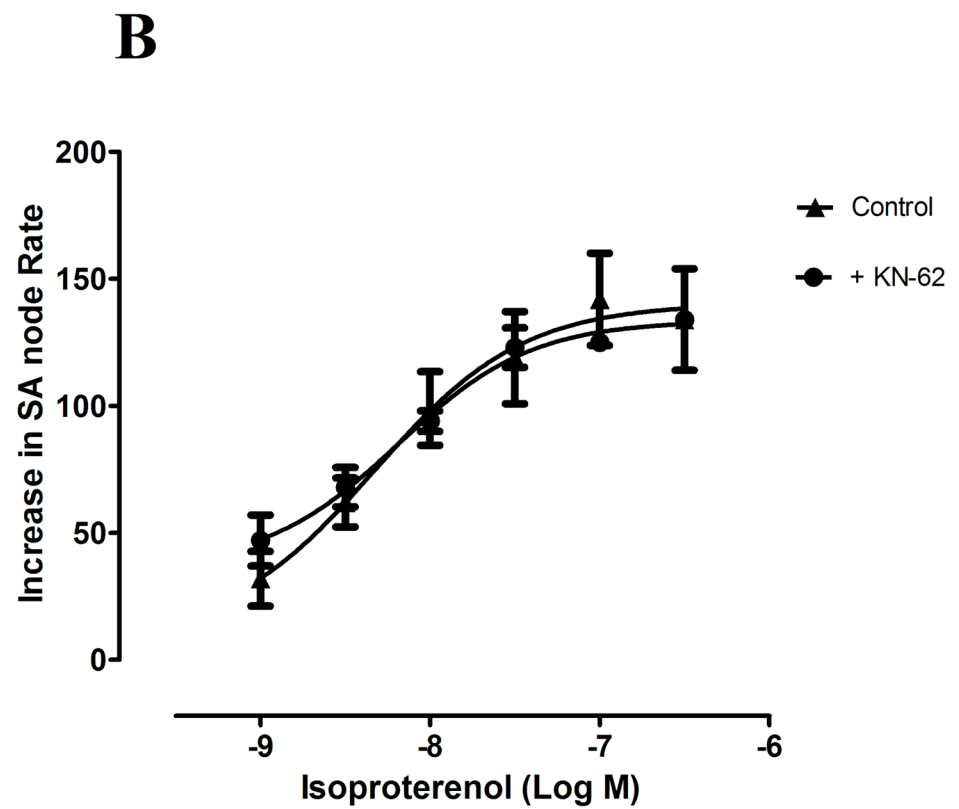 B
200
150
100
50
0
Increase in SA node Rate
Control
+ KN-62
-9
-8
-7
-6
Isoproterenol (Log M)